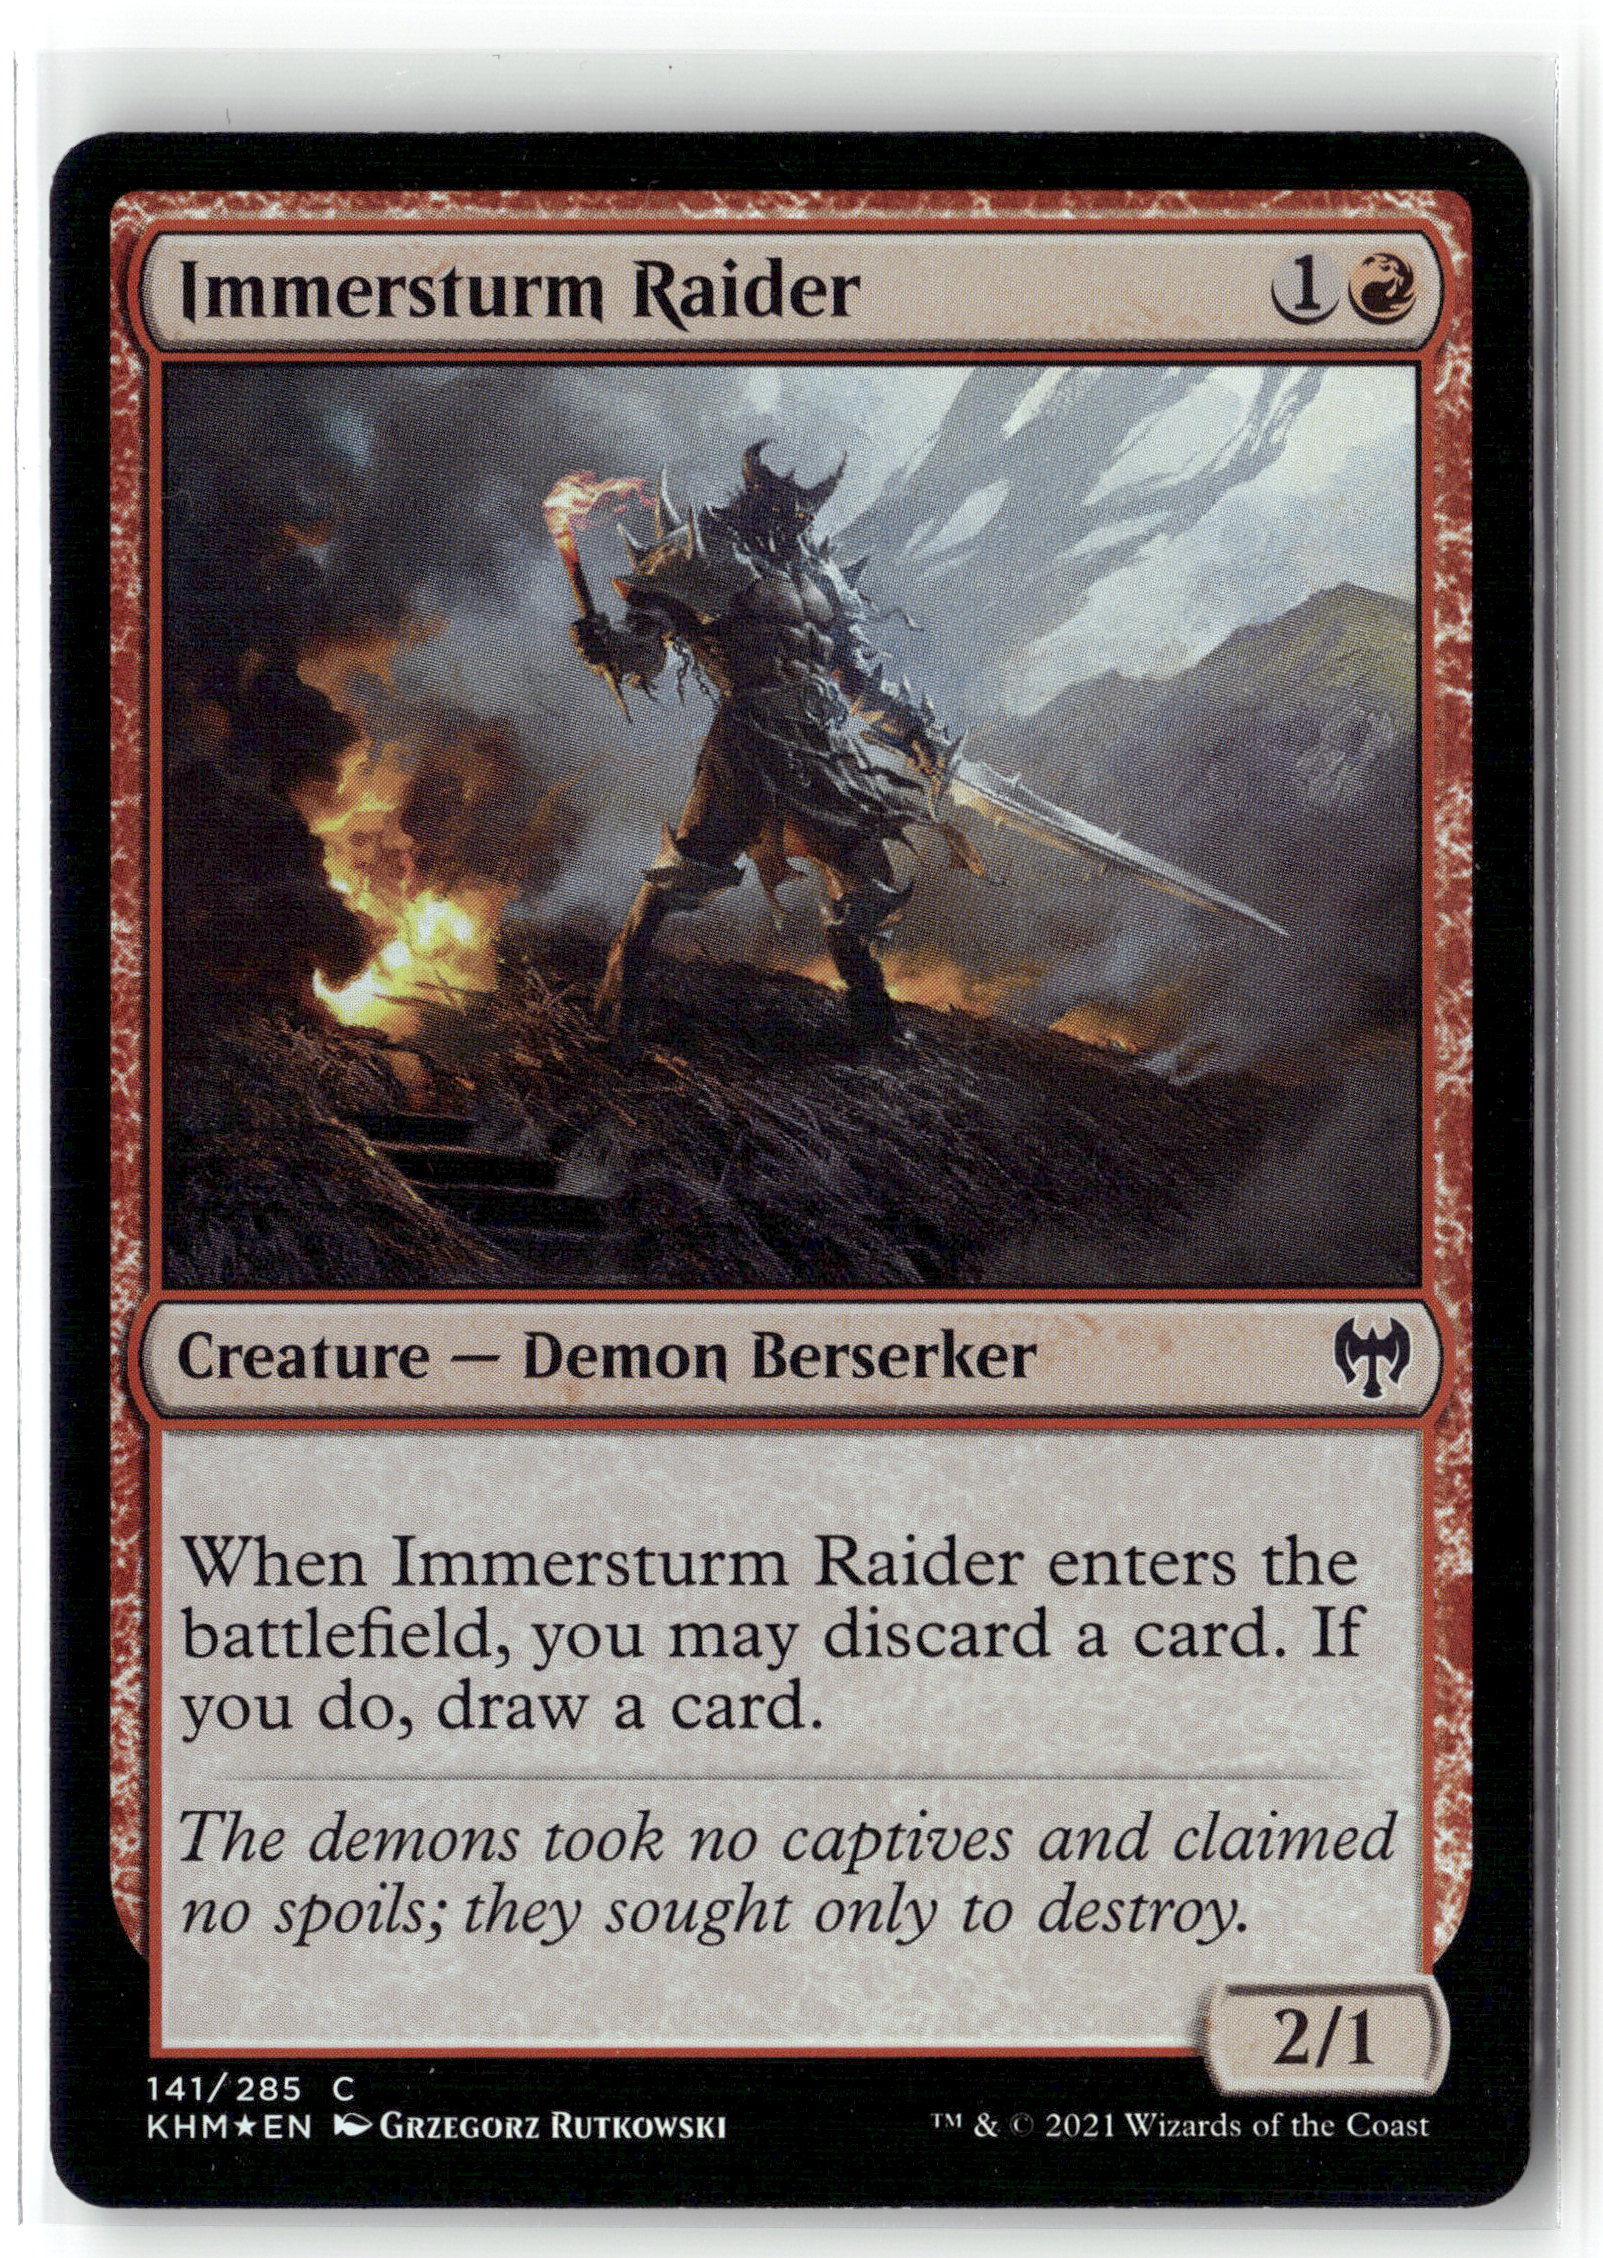 Immersturm Raider 1
Creature — Demon Berserker
When Immersturm Raider enters the
battlefield, you may discard a card. If
you do, draw a card.
The demons took no captives and claimed
no spoils; they sought only to destroy.
2/1
141/285 C
KHM★EN Grzegorz Rutkowski
™ & © 2021 Wizards of the Coast